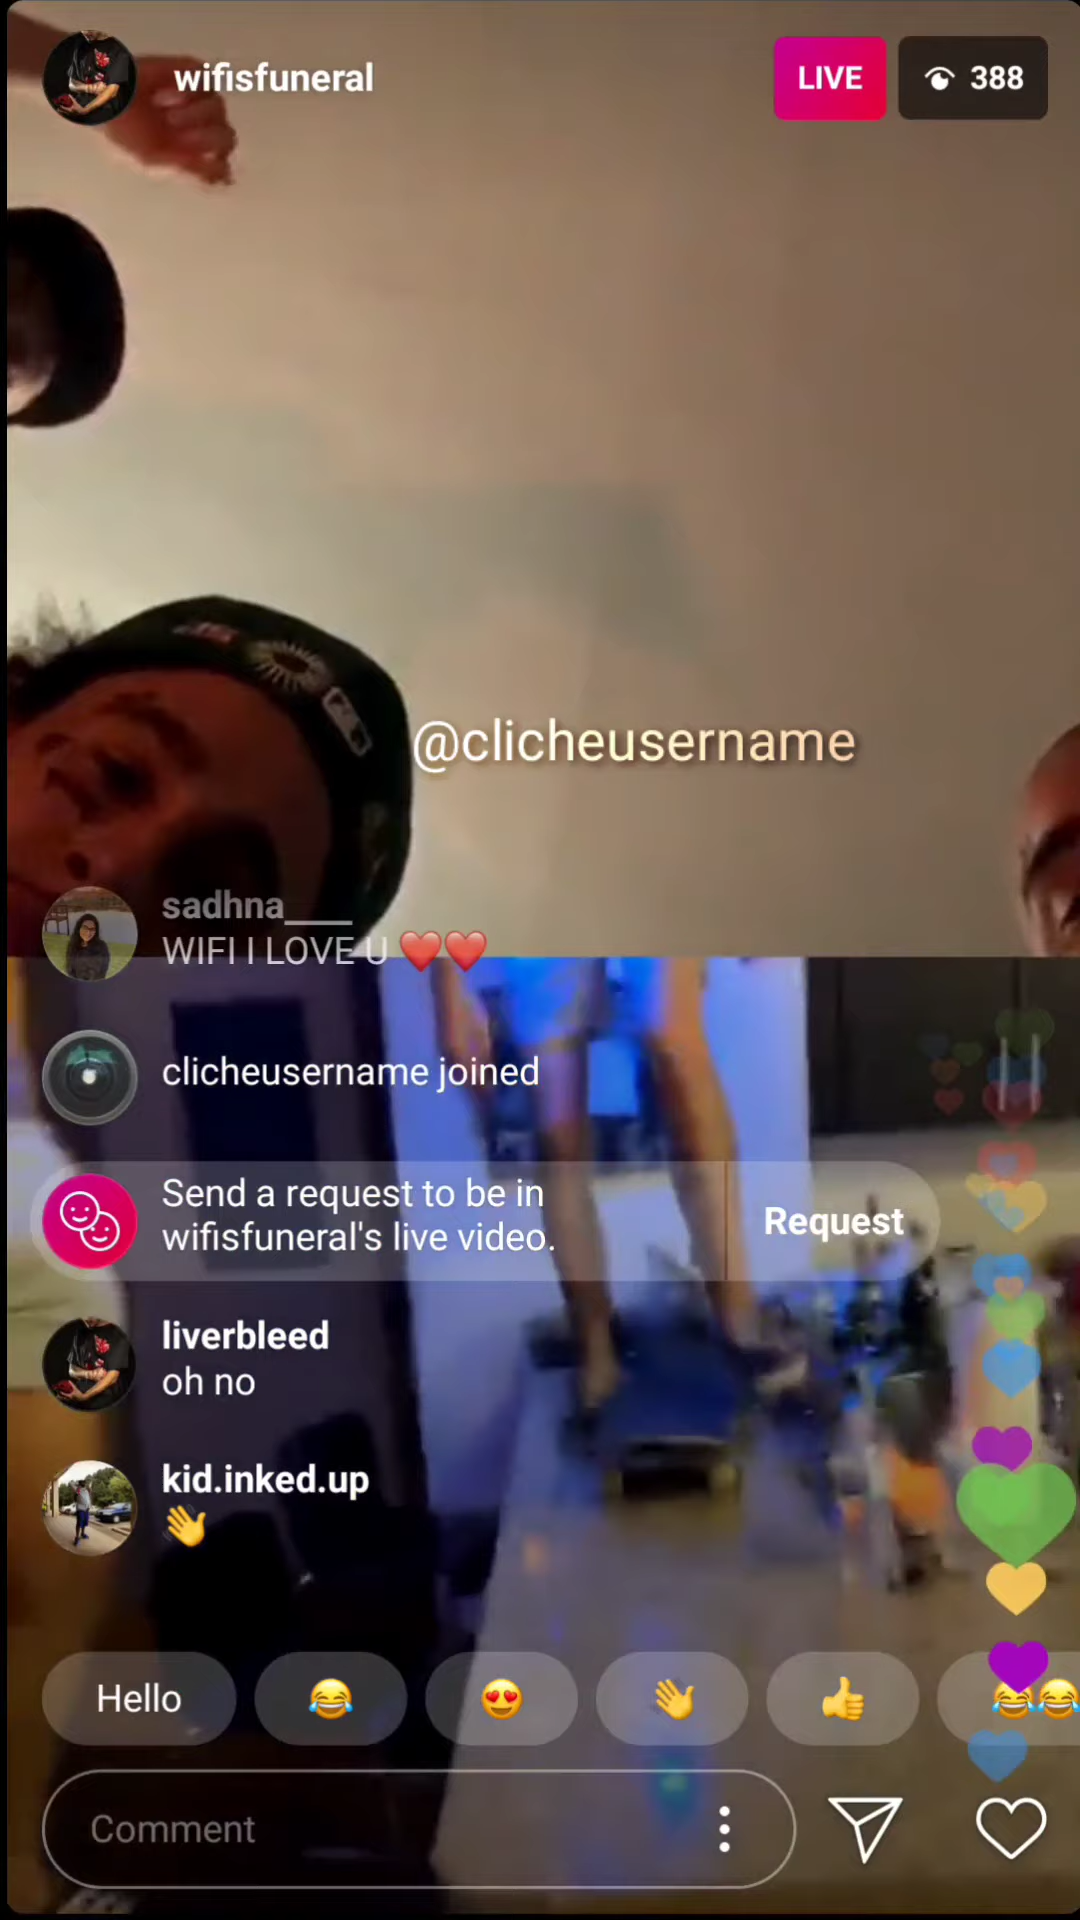 wifisfuneral
LIVE
388
@clicheusername
sadhna____
WIFI I LOVE U ❤️❤️
clicheusername joined
Send a request to be in
wifisfuneral's live video.
Request
liverbleed
oh no
kid.inked.up
👋
Hello 😂 😍 👋 👍 😂😂
Comment